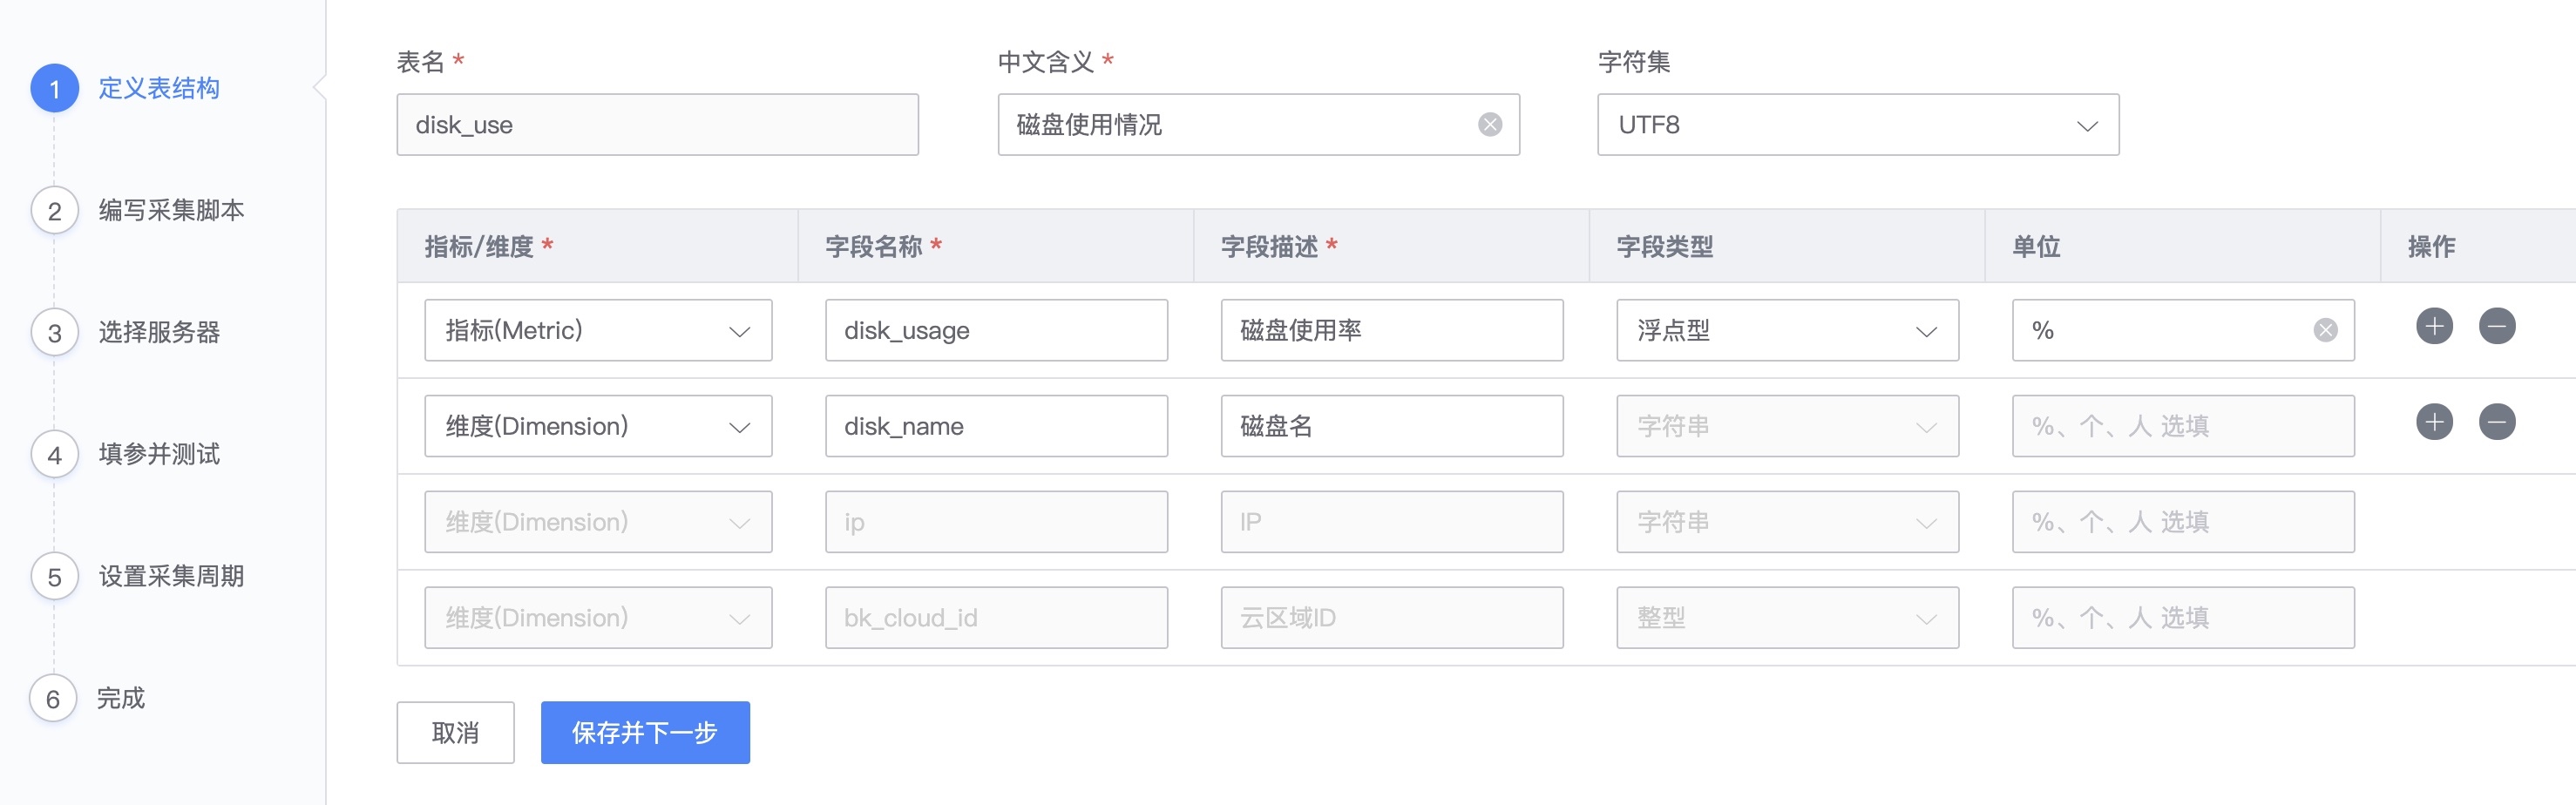 1 定义表结构
2 编写采集脚本
3 选择服务器
4 填参并测试
5 设置采集周期
6 完成
表名 * 中文含义 * 字符集
disk_use 磁盘使用情况 UTF8
指标/维度 * 字段名称 * 字段描述 * 字段类型 单位 操作
指标(Metric) disk_usage 磁盘使用率 浮点型 %
维度(Dimension) disk_name 磁盘名 字符串 %、个、人 选填
维度(Dimension) ip IP 字符串 %、个、人 选填
维度(Dimension) bk_cloud_id 云区域ID 整型 %、个、人 选填
取消 保存并下一步